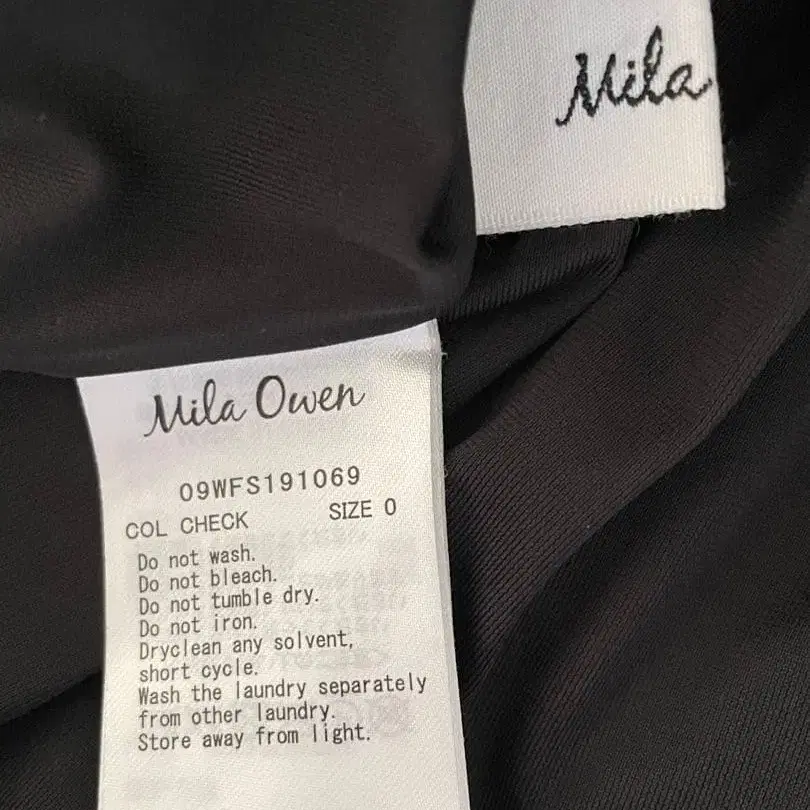 Mila
Mila Owen
09WFS191069
COL CHECK SIZE 0
Do not wash.
Do not bleach.
Do not tumble dry.
Do not iron.
Dryclean any solvent,
short cycle.
Wash the laundry separately
from other laundry.
Store away from light.